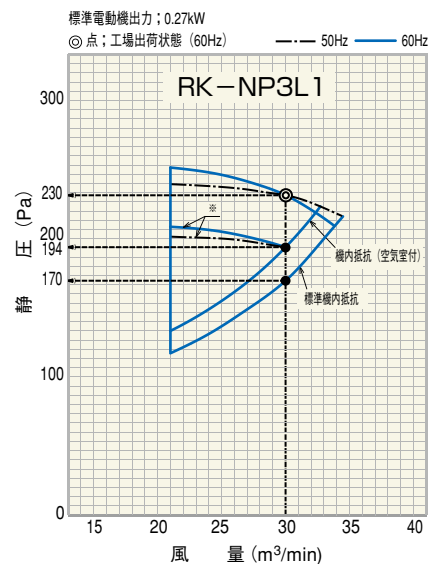 標準電動機出力；0.27kW
◎点；工場出荷状態（60Hz） 50Hz 60Hz
RK－NP3L1
300
230
200
194
170
100
0
静 圧 (Pa)
※
機内抵抗（空気室付）
標準機内抵抗
15 20 25 30 35 40
風 量 (m³/min)